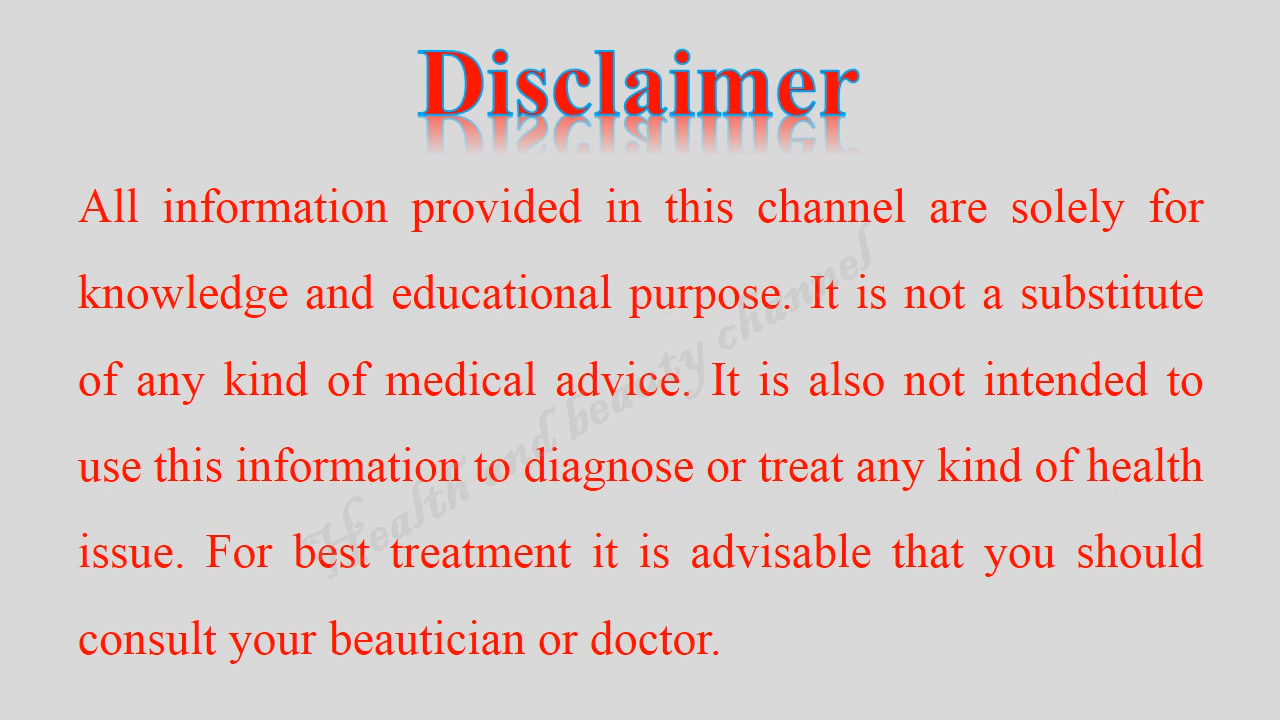 Disclaimer
All information provided in this channel are solely for
knowledge and educational purpose. It is not a substitute
of any kind of medical advice. It is also not intended to
use this information to diagnose or treat any kind of health
issue. For best treatment it is advisable that you should
consult your beautician or doctor.
Health and beauty channel